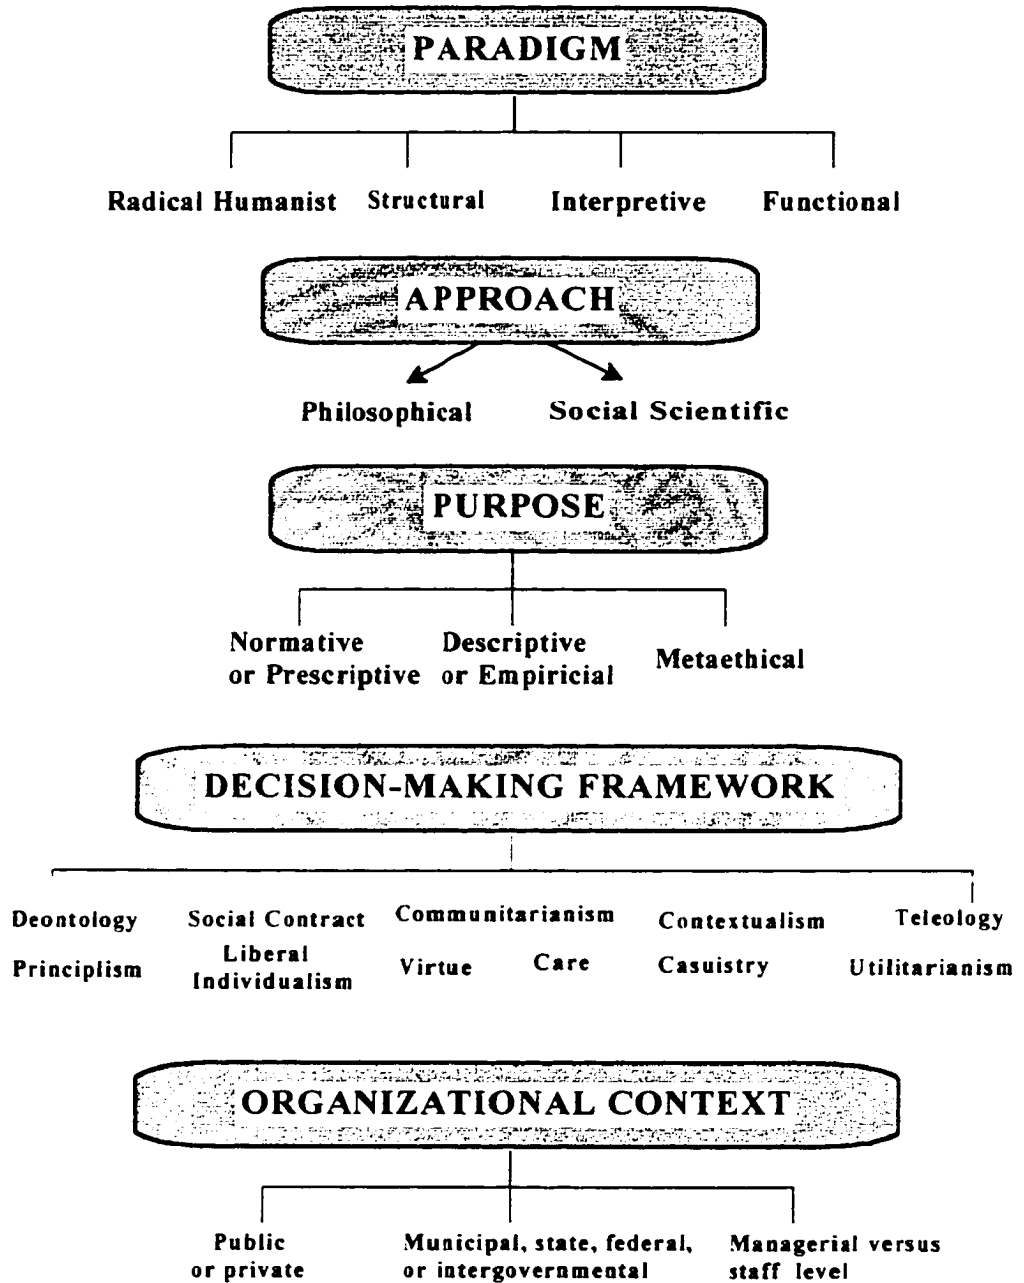 PARADIGM
Radical Humanist Structural Interpretive Functional
APPROACH
Philosophical Social Scientific
PURPOSE
Normative
or Prescriptive
Descriptive
or Empiricial
Metaethical
DECISION-MAKING FRAMEWORK
Deontology Social Contract Communitarianism Contextualism Teleology
Principlism Liberal
Individualism Virtue Care Casuistry Utilitarianism
ORGANIZATIONAL CONTEXT
Public
or private
Municipal, state, federal,
or intergovernmental
Managerial versus
staff level